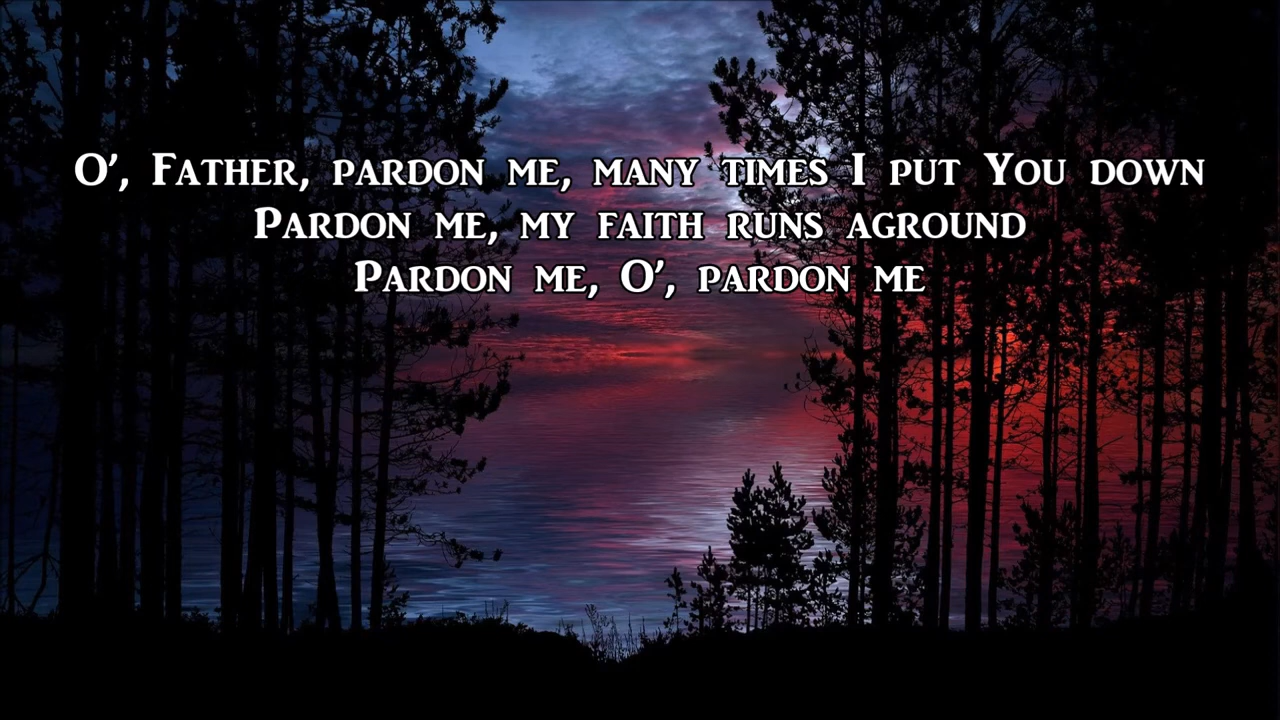 O', Father, pardon me, many times I put You down
Pardon me, my faith runs aground
Pardon me, O', pardon me